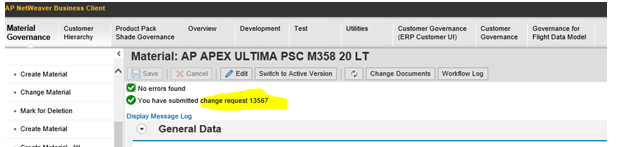 AP NetWeaver Business Client
Material Governance
Customer Hierarchy
Product Pack Shade Governance
Overview
Development
Test
Utilities
Customer Governance (ERP Customer UI)
Customer Governance
Governance for Flight Data Model
Material: AP APEX ULTIMA PSC M358 20 LT
Save
Cancel
Edit
Switch to Active Version
Change Documents
Workflow Log
Create Material
Change Material
Mark for Deletion
Create Material
No errors found
You have submitted change request 13567
Display Message Log
General Data